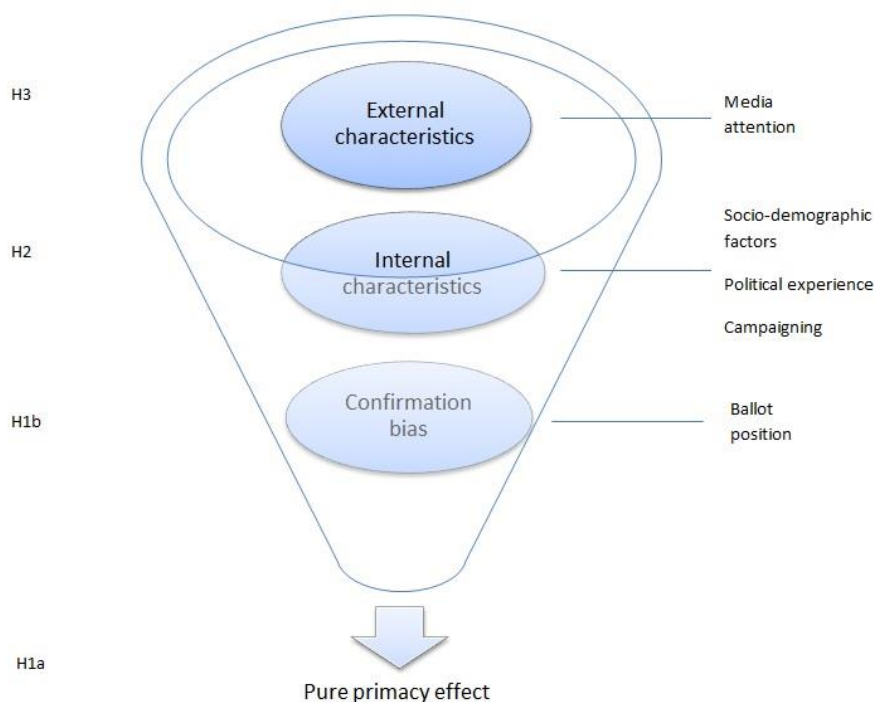 H3
External
characteristics
Media
attention
H2
Internal
characteristics
Socio-demographic
factors
Political experience
Campaigning
H1b
Confirmation
bias
Ballot
position
H1a
Pure primacy effect